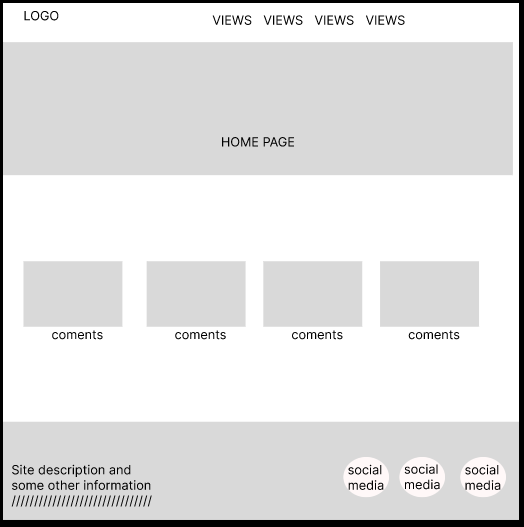 LOGO
VIEWS VIEWS VIEWS VIEWS
HOME PAGE
coments coments coments coments
Site description and
some other information
////////////////////////////////
social
media
social
media
social
media